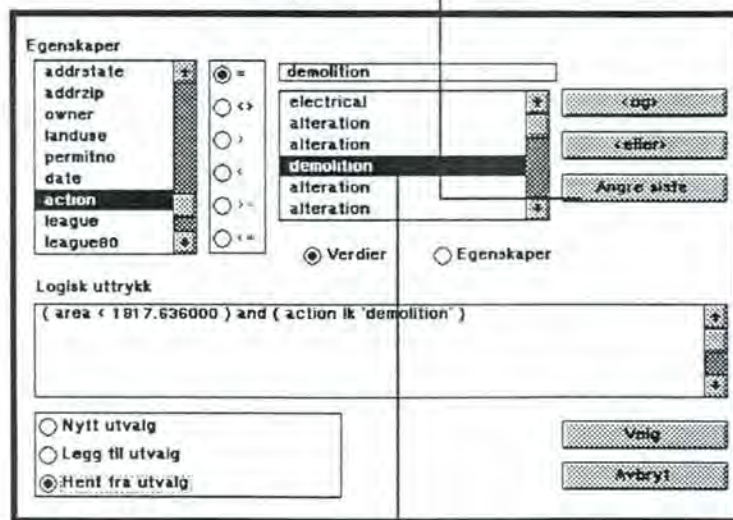 Egenskaper
addrstate
addrzip
owner
landuse
permitno
date
action
league
league80
=
<>
>
<
>=
<=
demolition
electrical
alteration
alteration
demolition
alteration
alteration
<og>
<eller>
Angre siste
Verdier
Egenskaper
Logisk uttrykk
( area < 1817.636000 ) and ( action lk 'demolition' )
Nytt utvalg
Legg til utvalg
Hent fra utvalg
Velg
Avbryt